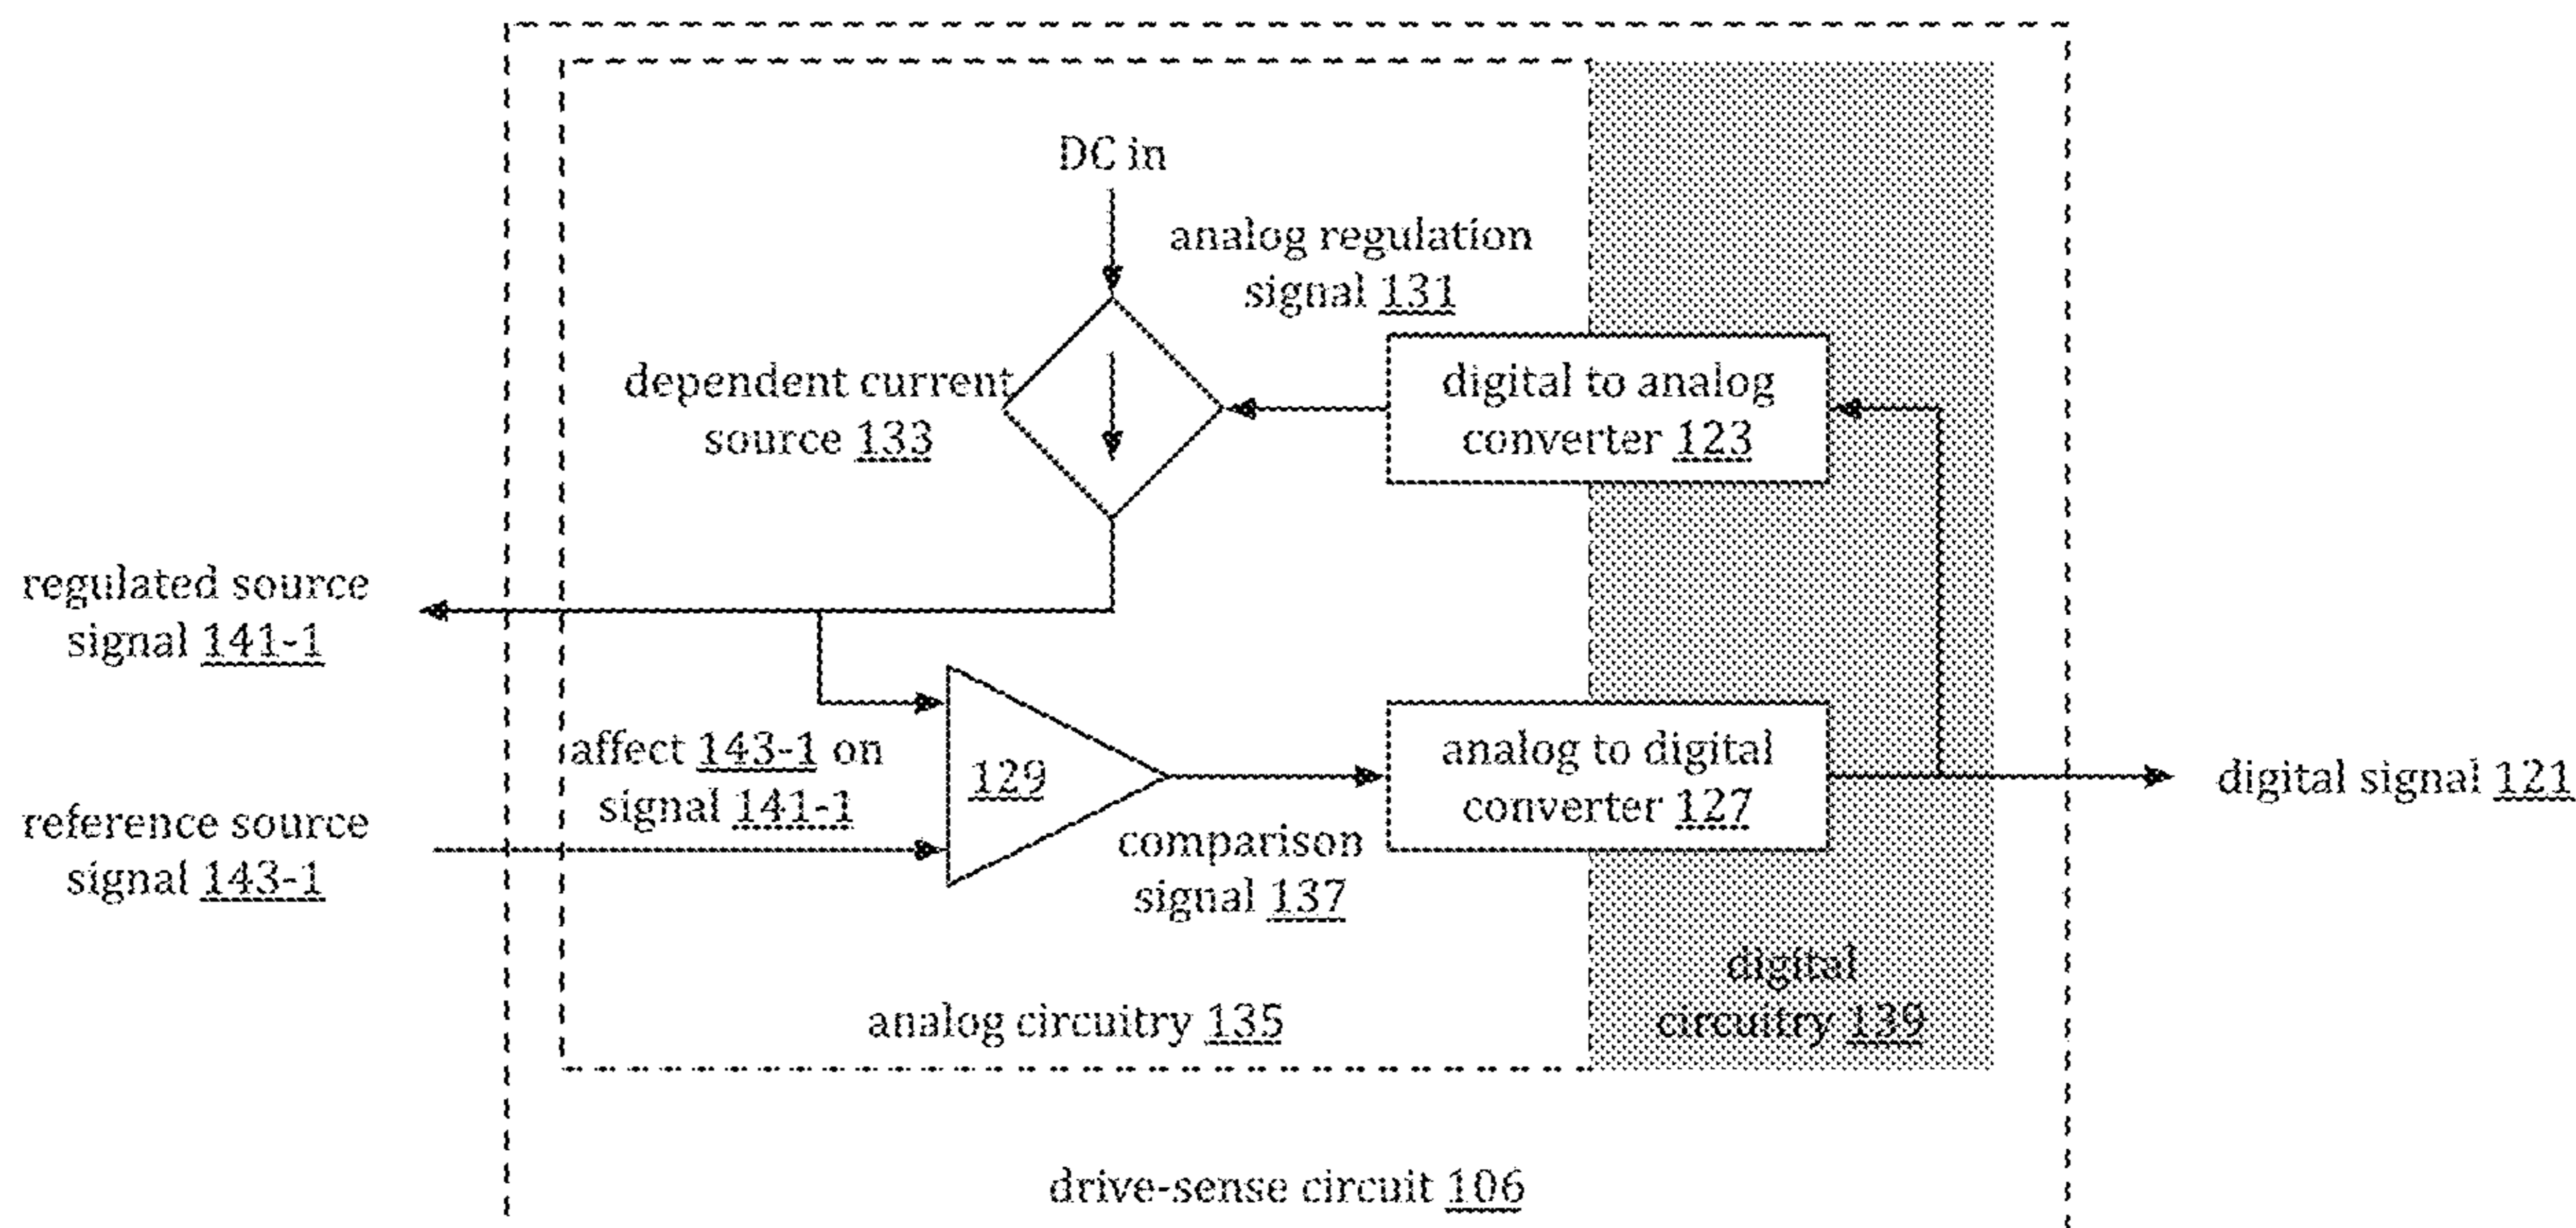 DC in
analog regulation
signal 131
dependent current
source 133
digital to analog
converter 123
regulated source
signal 141-1
affect 143-1 on
signal 141-1
129
analog to digital
converter 127
digital signal 121
reference source
signal 143-1
comparison
signal 137
digital
circuitry 139
analog circuitry 135
drive-sense circuit 106